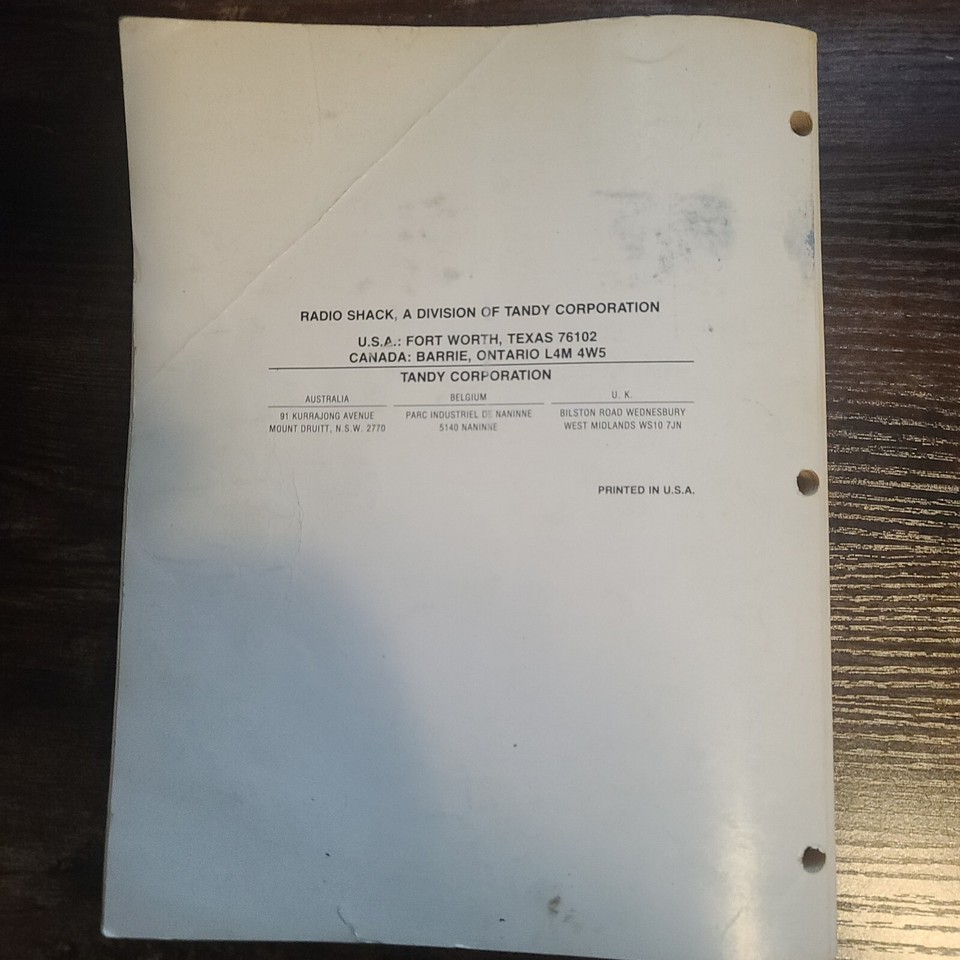 RADIO SHACK, A DIVISION OF TANDY CORPORATION
U.S.A.: FORT WORTH, TEXAS 76102
CANADA: BARRIE, ONTARIO L4M 4W5
TANDY CORPORATION
AUSTRALIA BELGIUM U. K.
91 KURRAJONG AVENUE PARC INDUSTRIEL DE NANINNE BILSTON ROAD WEDNESBURY
MOUNT DRUITT, N.S.W. 2770 5140 NANINNE WEST MIDLANDS WS10 7JN
PRINTED IN U.S.A.